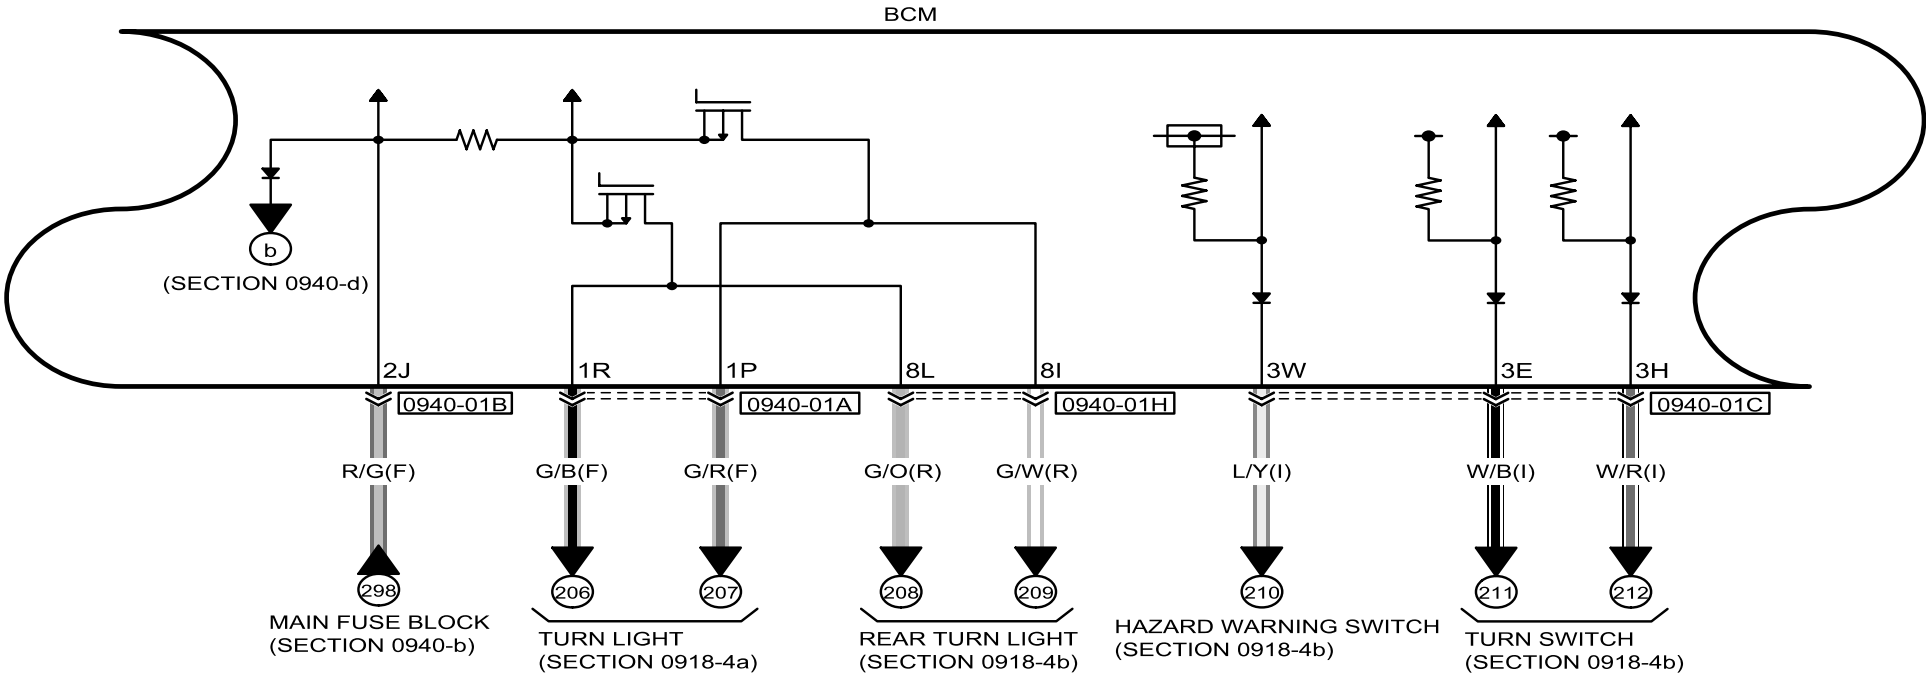 BCM
b
(SECTION 0940-d)
2J 1R 1P 8L 8I 3W 3E 3H
0940-01B 0940-01A 0940-01H 0940-01C
R/G(F) G/B(F) G/R(F) G/O(R) G/W(R) L/Y(I) W/B(I) W/R(I)
298 206 207 208 209 210 211 212
MAIN FUSE BLOCK
(SECTION 0940-b)
TURN LIGHT
(SECTION 0918-4a)
REAR TURN LIGHT
(SECTION 0918-4b)
HAZARD WARNING SWITCH
(SECTION 0918-4b)
TURN SWITCH
(SECTION 0918-4b)